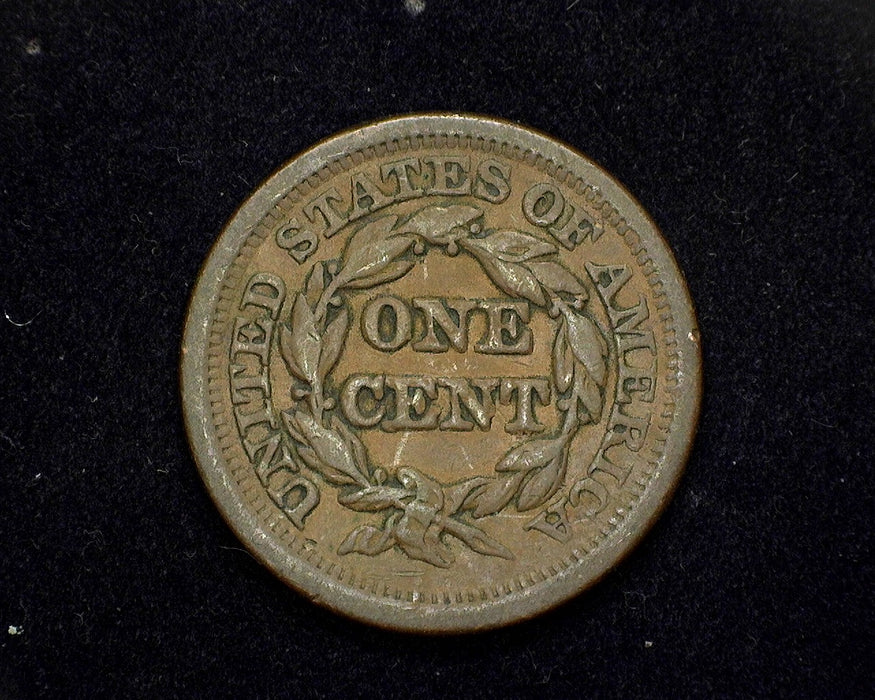 UNITED STATES OF AMERICA
ONE
CENT